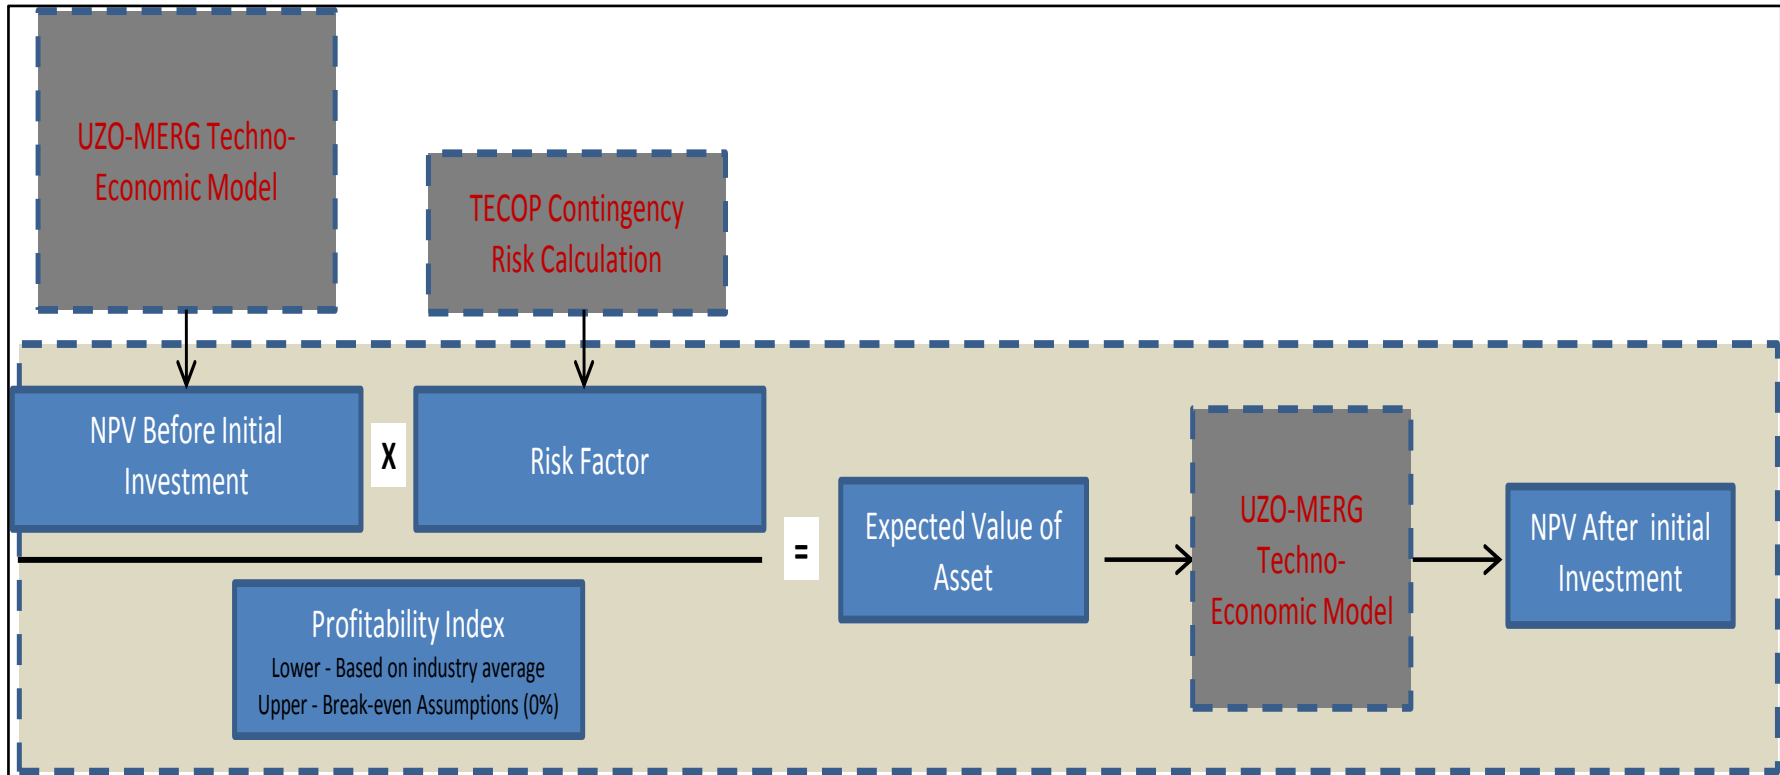 UZO-MERG Techno-
Economic Model
TECOP Contingency
Risk Calculation
NPV Before Initial
Investment
X
Risk Factor
Profitability Index
Lower - Based on industry average
Upper - Break-even Assumptions (0%)
=
Expected Value of
Asset
UZO-MERG
Techno-
Economic Model
NPV After initial
Investment